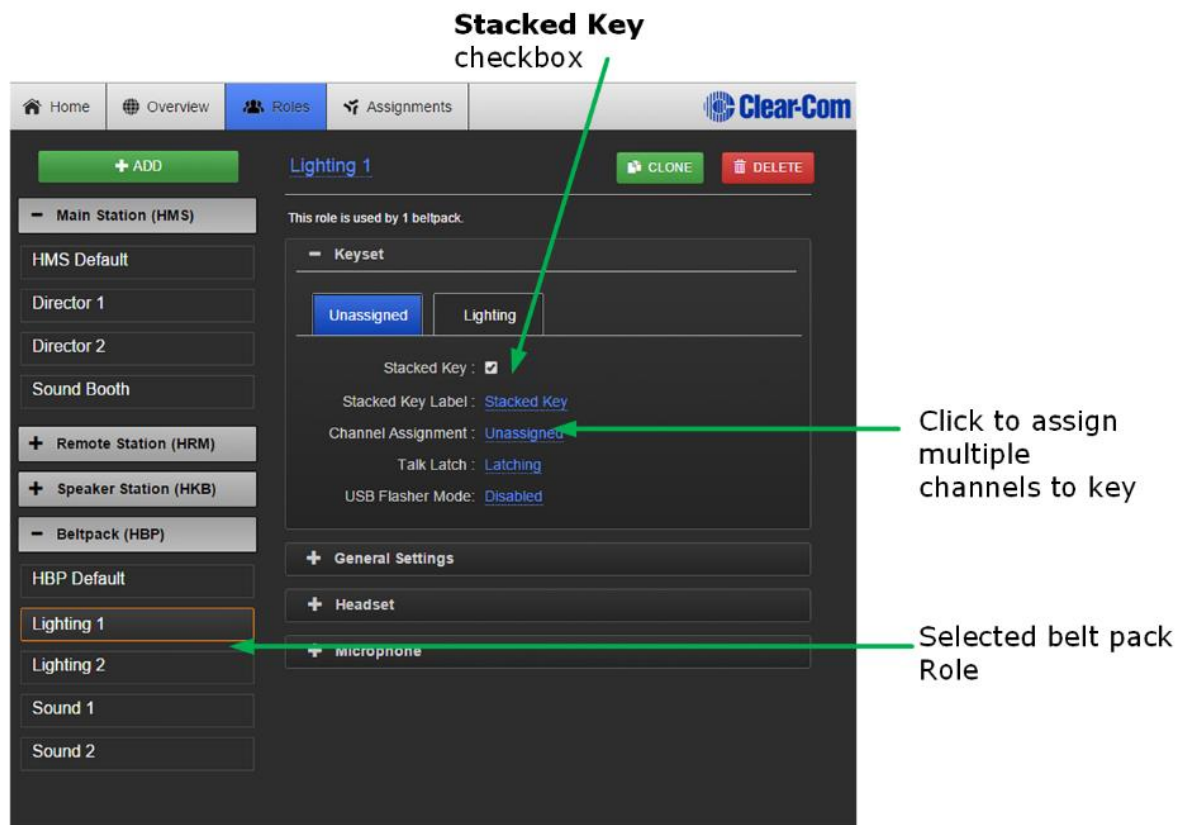 Stacked Key
checkbox
Home Overview Roles Assignments Clear-Com
ADD
Lighting 1 CLONE DELETE
Main Station (HMS)
This role is used by 1 beltpack.
HMS Default
Keyset
Director 1
Unassigned Lighting
Director 2
Stacked Key :
Sound Booth
Stacked Key Label : Stacked Key
Channel Assignment : Unassigned
Click to assign
multiple
channels to key
Remote Station (HRM)
Talk Latch : Latching
Speaker Station (HKB)
USB Flasher Mode: Disabled
Beltpack (HBP)
General Settings
HBP Default
Headset
Lighting 1
Selected belt pack
Role
Microphone
Lighting 2
Sound 1
Sound 2